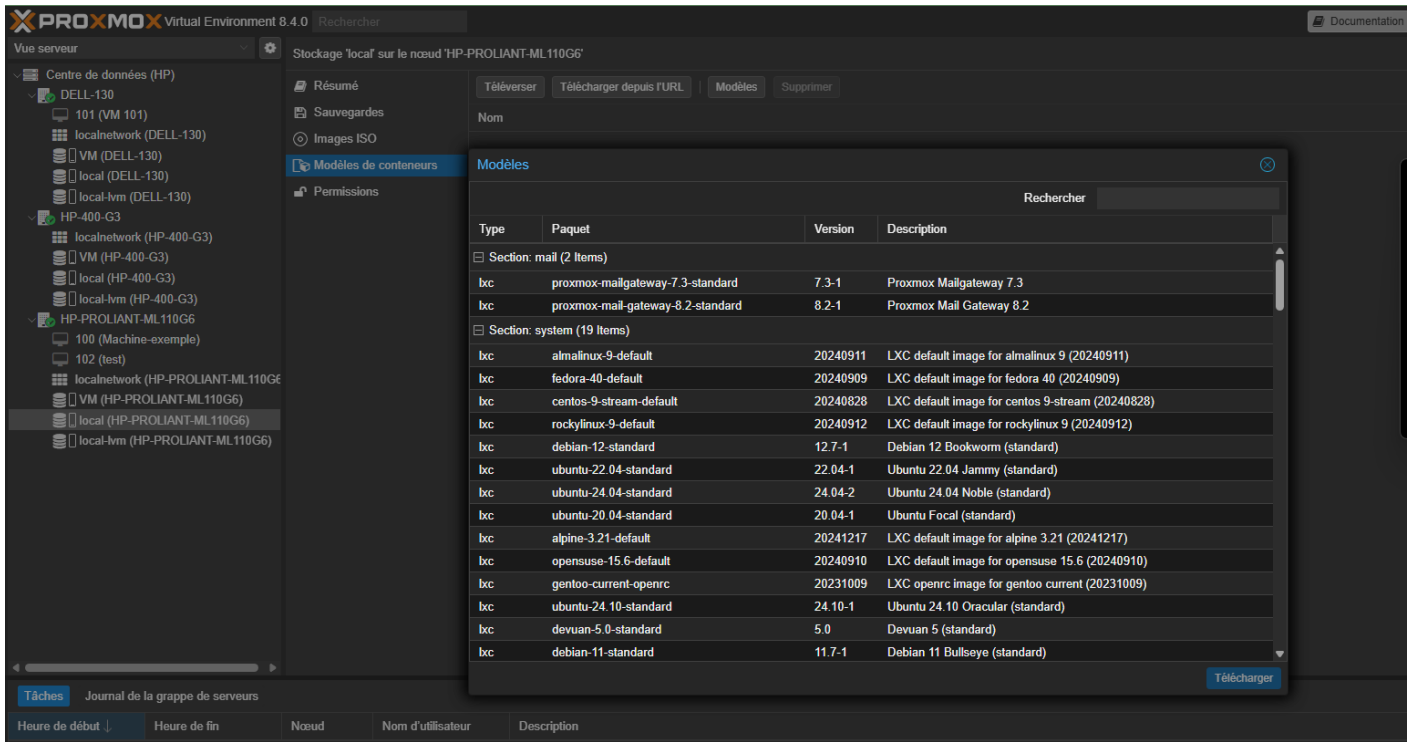 PROXMOX Virtual Environment 8.4.0 Rechercher Documentation
Vue serveur
Centre de données (HP)
DELL-130
101 (VM 101)
localnetwork (DELL-130)
VM (DELL-130)
local (DELL-130)
local-lvm (DELL-130)
HP-400-G3
localnetwork (HP-400-G3)
VM (HP-400-G3)
local (HP-400-G3)
local-lvm (HP-400-G3)
HP-PROLIANT-ML110G6
100 (Machine-exemple)
102 (test)
localnetwork (HP-PROLIANT-ML110G6
VM (HP-PROLIANT-ML110G6)
local (HP-PROLIANT-ML110G6)
local-lvm (HP-PROLIANT-ML110G6)
Stockage 'local' sur le nœud 'HP-PROLIANT-ML110G6'
Résumé
Sauvegardes
Images ISO
Modèles de conteneurs
Permissions
Téléverser Télécharger depuis l'URL Modèles Supprimer
Nom
Modèles
Rechercher
Type Paquet Version Description
Section: mail (2 Items)
lxc proxmox-mailgateway-7.3-standard 7.3-1 Proxmox Mailgateway 7.3
lxc proxmox-mail-gateway-8.2-standard 8.2-1 Proxmox Mail Gateway 8.2
Section: system (19 Items)
lxc almalinux-9-default 20240911 LXC default image for almalinux 9 (20240911)
lxc fedora-40-default 20240909 LXC default image for fedora 40 (20240909)
lxc centos-9-stream-default 20240828 LXC default image for centos 9-stream (20240828)
lxc rockylinux-9-default 20240912 LXC default image for rockylinux 9 (20240912)
lxc debian-12-standard 12.7-1 Debian 12 Bookworm (standard)
lxc ubuntu-22.04-standard 22.04-1 Ubuntu 22.04 Jammy (standard)
lxc ubuntu-24.04-standard 24.04-2 Ubuntu 24.04 Noble (standard)
lxc ubuntu-20.04-standard 20.04-1 Ubuntu Focal (standard)
lxc alpine-3.21-default 20241217 LXC default image for alpine 3.21 (20241217)
lxc opensuse-15.6-default 20240910 LXC default image for opensuse 15.6 (20240910)
lxc gentoo-current-openrc 20231009 LXC openrc image for gentoo current (20231009)
lxc ubuntu-24.10-standard 24.10-1 Ubuntu 24.10 Oracular (standard)
lxc devuan-5.0-standard 5.0 Devuan 5 (standard)
lxc debian-11-standard 11.7-1 Debian 11 Bullseye (standard)
Télécharger
Tâches Journal de la grappe de serveurs
Heure de début Heure de fin Nœud Nom d'utilisateur Description